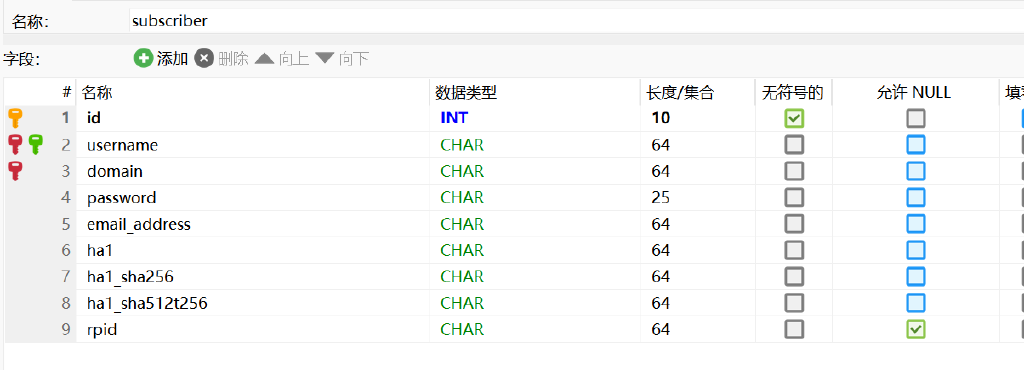 名称： subscriber
字段： 添加 删除 向上 向下
# 名称 数据类型 长度/集合 无符号的 允许 NULL
1 id INT 10
2 username CHAR 64
3 domain CHAR 64
4 password CHAR 25
5 email_address CHAR 64
6 ha1 CHAR 64
7 ha1_sha256 CHAR 64
8 ha1_sha512t256 CHAR 64
9 rpid CHAR 64